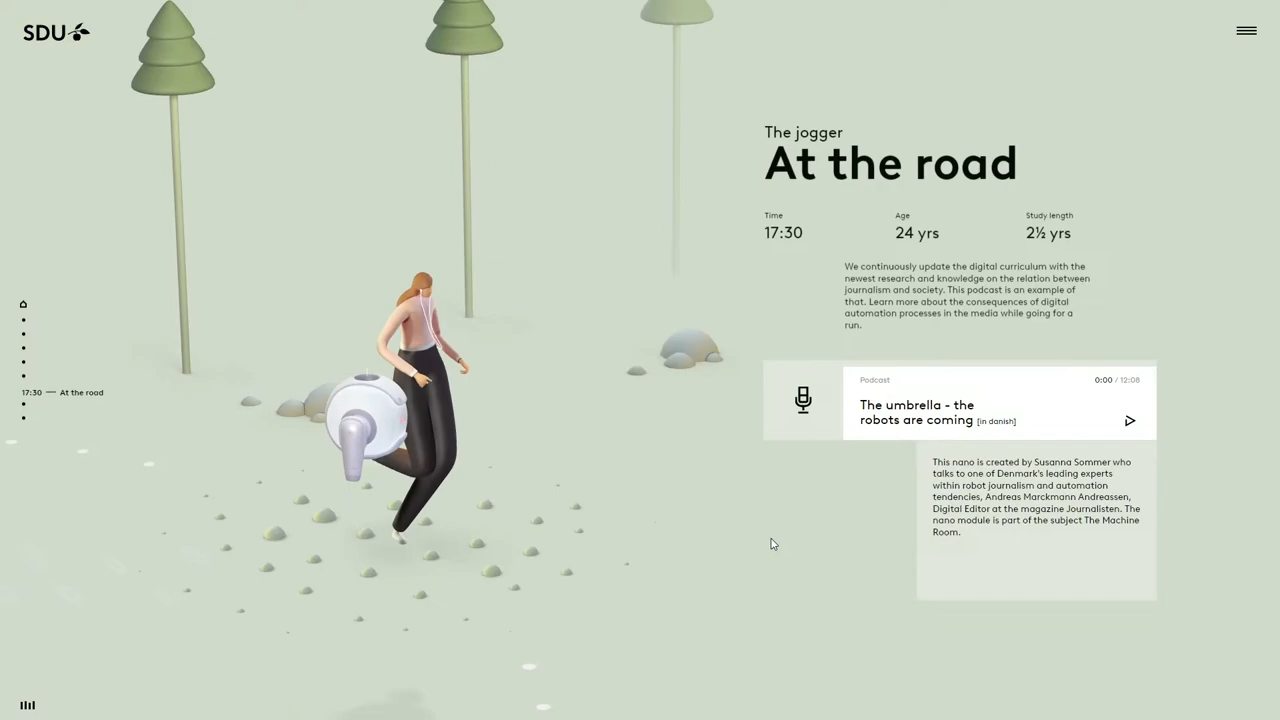 SDU
The jogger
At the road
Time
Age
Study length
17:30
24 yrs
2½ yrs
We continuously update the digital curriculum with the
newest research and knowledge on the relation between
journalism and society. This podcast is an example of
that. Learn more about the consequences of digital
automation processes in the media while going for a
run.
17:30 — At the road
Podcast
0:00 / 12:08
The umbrella - the
robots are coming [in danish]
This nano is created by Susanna Sommer who
talks to one of Denmark's leading experts
within robot journalism and automation
tendencies, Andreas Marckmann Andreassen,
Digital Editor at the magazine Journalisten. The
nano module is part of the subject The Machine
Room.